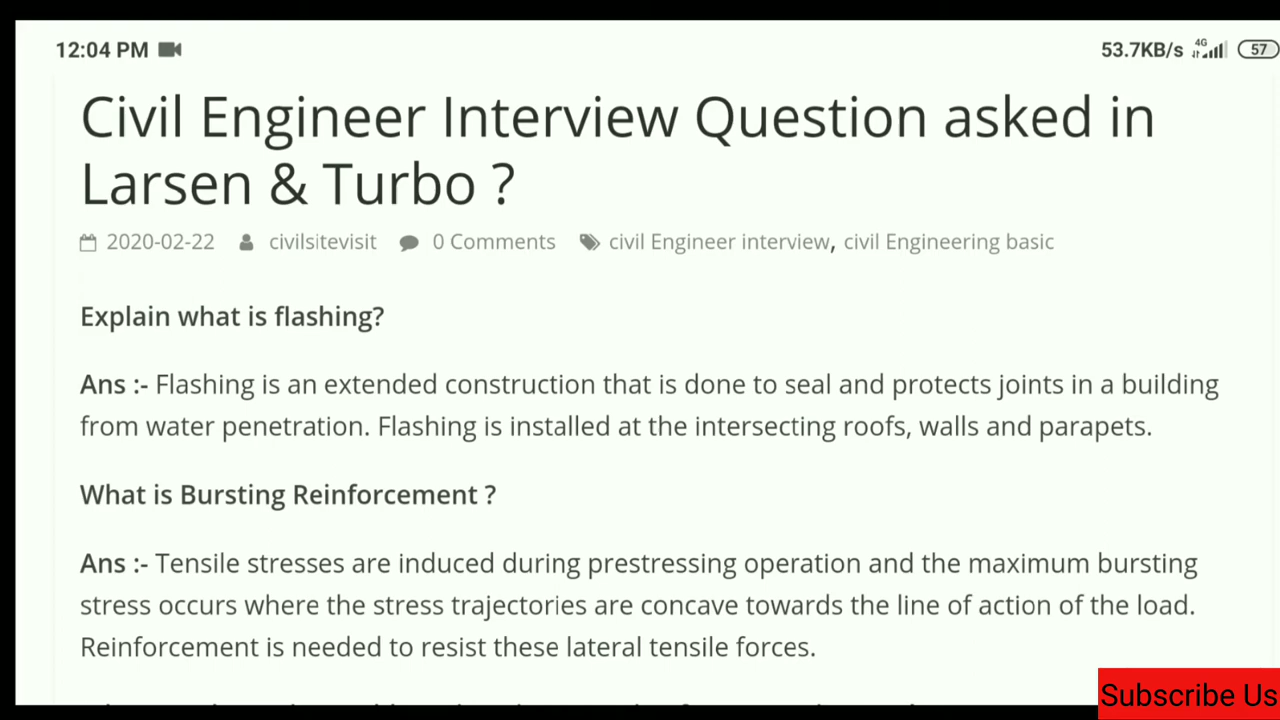 12:04 PM 53.7KB/s 4G 57
Civil Engineer Interview Question asked in
Larsen & Turbo ?
2020-02-22 civilsitevisit 0 Comments civil Engineer interview, civil Engineering basic
Explain what is flashing?
Ans :- Flashing is an extended construction that is done to seal and protects joints in a building
from water penetration. Flashing is installed at the intersecting roofs, walls and parapets.
What is Bursting Reinforcement ?
Ans :- Tensile stresses are induced during prestressing operation and the maximum bursting
stress occurs where the stress trajectories are concave towards the line of action of the load.
Reinforcement is needed to resist these lateral tensile forces.
Subscribe Us